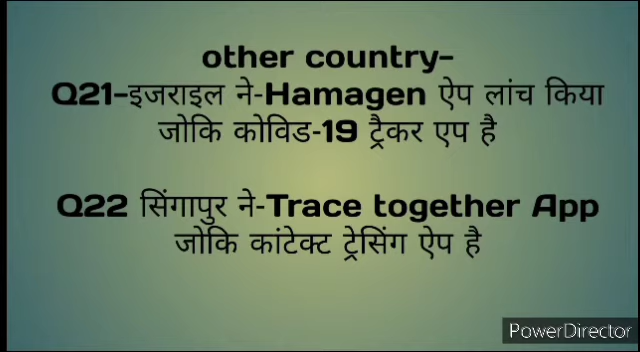 other country-
Q21-इजराइल ने-Hamagen ऐप लांच किया
जोकि कोविड-19 ट्रैकर एप है
Q22 सिंगापुर ने-Trace together App
जोकि कांटेक्ट ट्रेसिंग ऐप है
PowerDirector